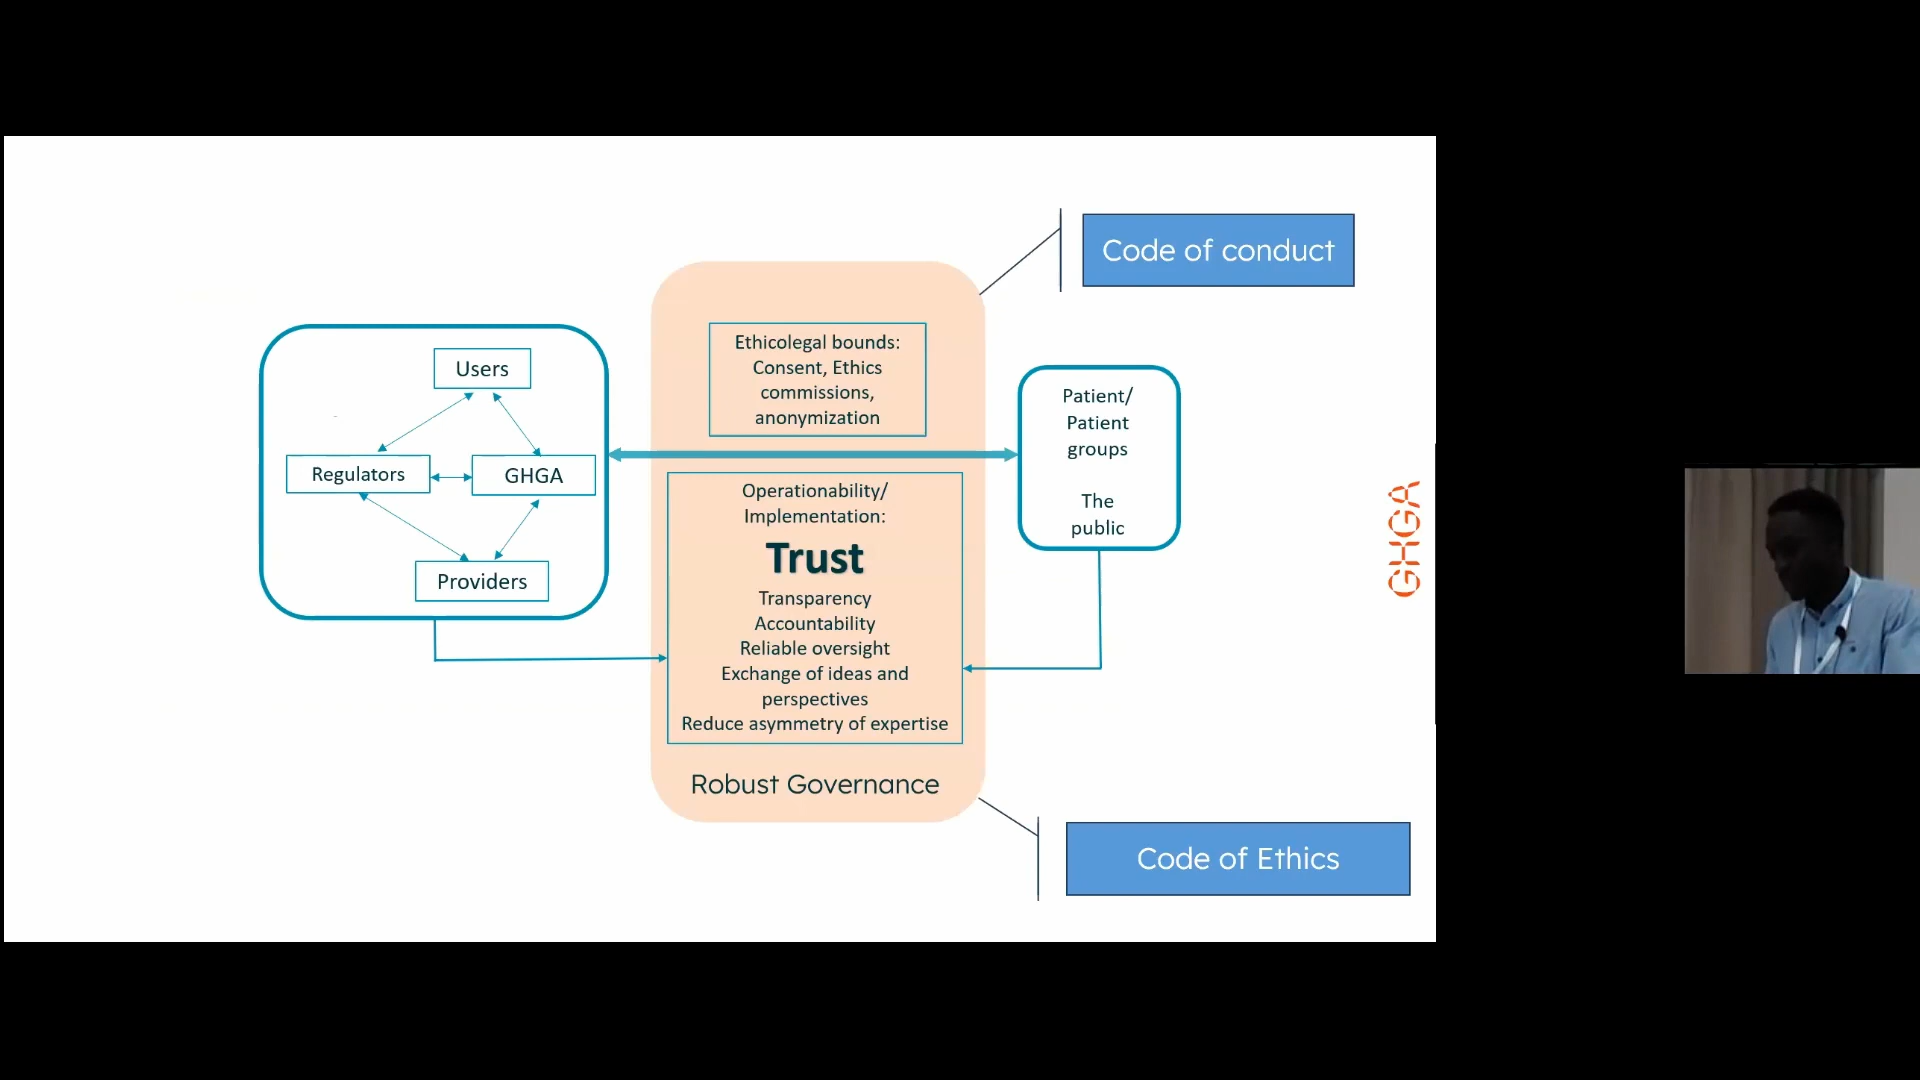 Code of conduct
Users
Regulators
GHGA
Providers
Ethicolegal bounds:
Consent, Ethics
commissions,
anonymization
Operationability/
Implementation:
Trust
Transparency
Accountability
Reliable oversight
Exchange of ideas and
perspectives
Reduce asymmetry of expertise
Robust Governance
Patient/
Patient
groups
The
public
GHGA
Code of Ethics